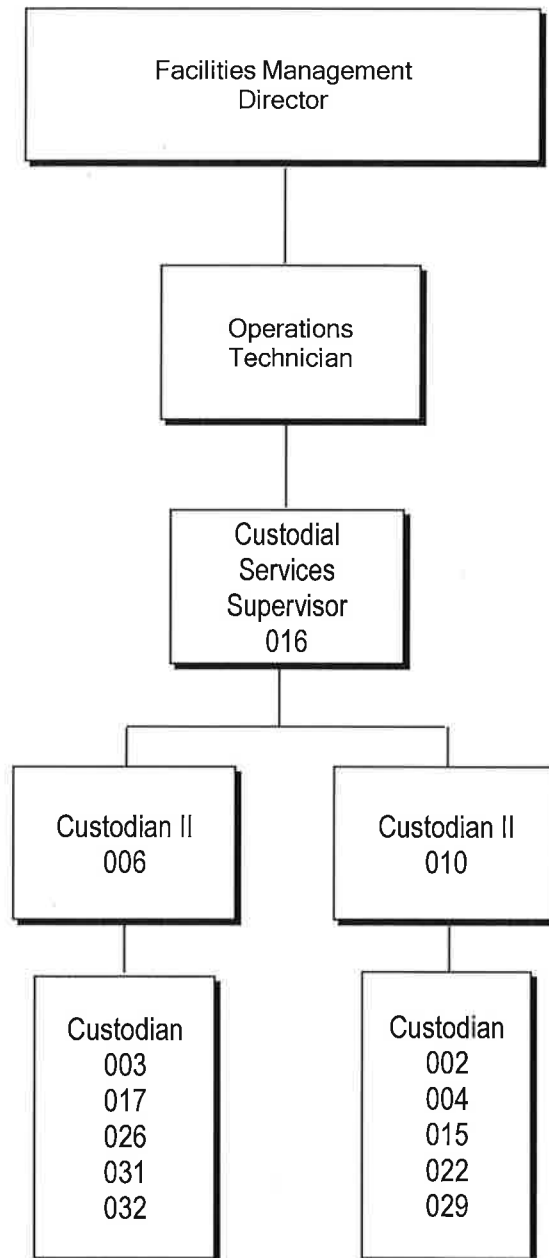 Facilities Management
Director
Operations
Technician
Custodial
Services
Supervisor
016
Custodian II
006
Custodian II
010
Custodian
003
017
026
031
032
Custodian
002
004
015
022
029